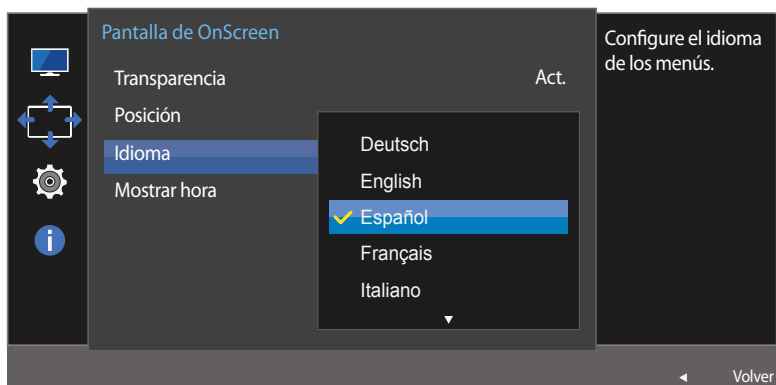 Pantalla de OnScreen
Transparencia Act.
Posición
Idioma
Mostrar hora
Deutsch
English
Español
Français
Italiano
Configure el idioma
de los menús.
Volver